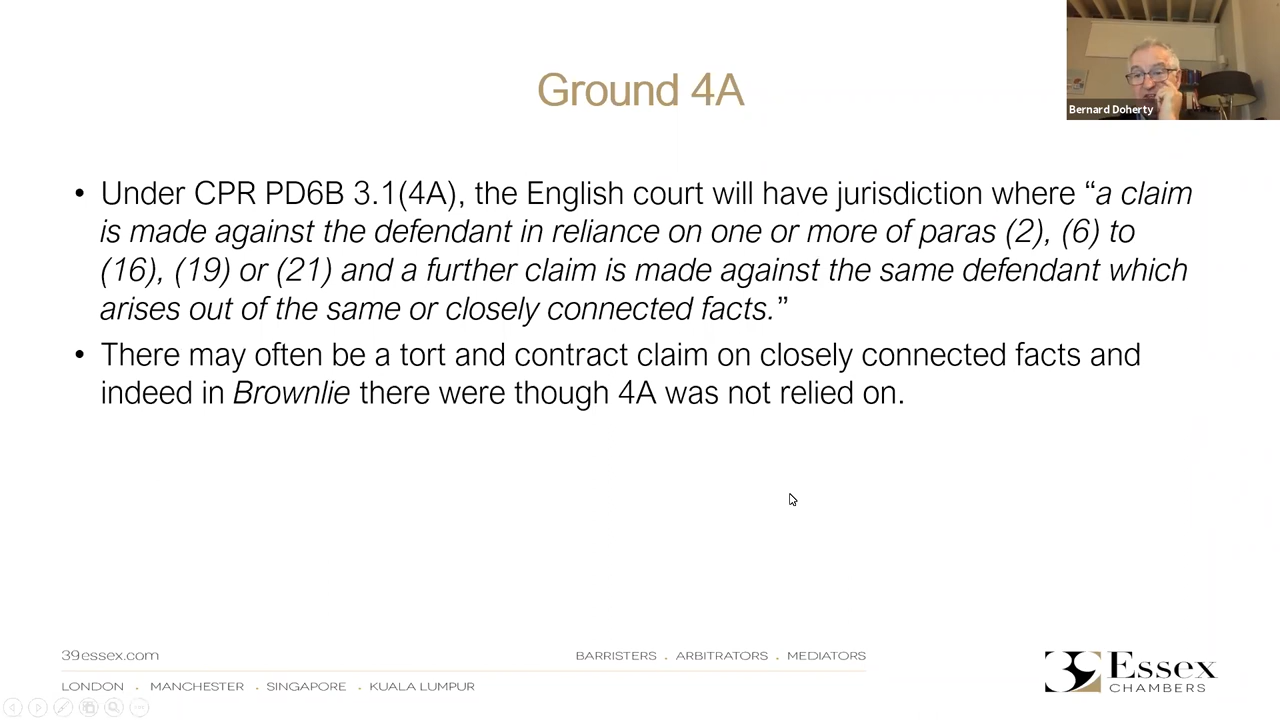 Ground 4A
Bernard Doherty
• Under CPR PD6B 3.1(4A), the English court will have jurisdiction where “a claim
is made against the defendant in reliance on one or more of paras (2), (6) to
(16), (19) or (21) and a further claim is made against the same defendant which
arises out of the same or closely connected facts.”
• There may often be a tort and contract claim on closely connected facts and
indeed in Brownlie there were though 4A was not relied on.
39essex.com
BARRISTERS . ARBITRATORS . MEDIATORS
LONDON . MANCHESTER . SINGAPORE . KUALA LUMPUR
39 Essex
CHAMBERS